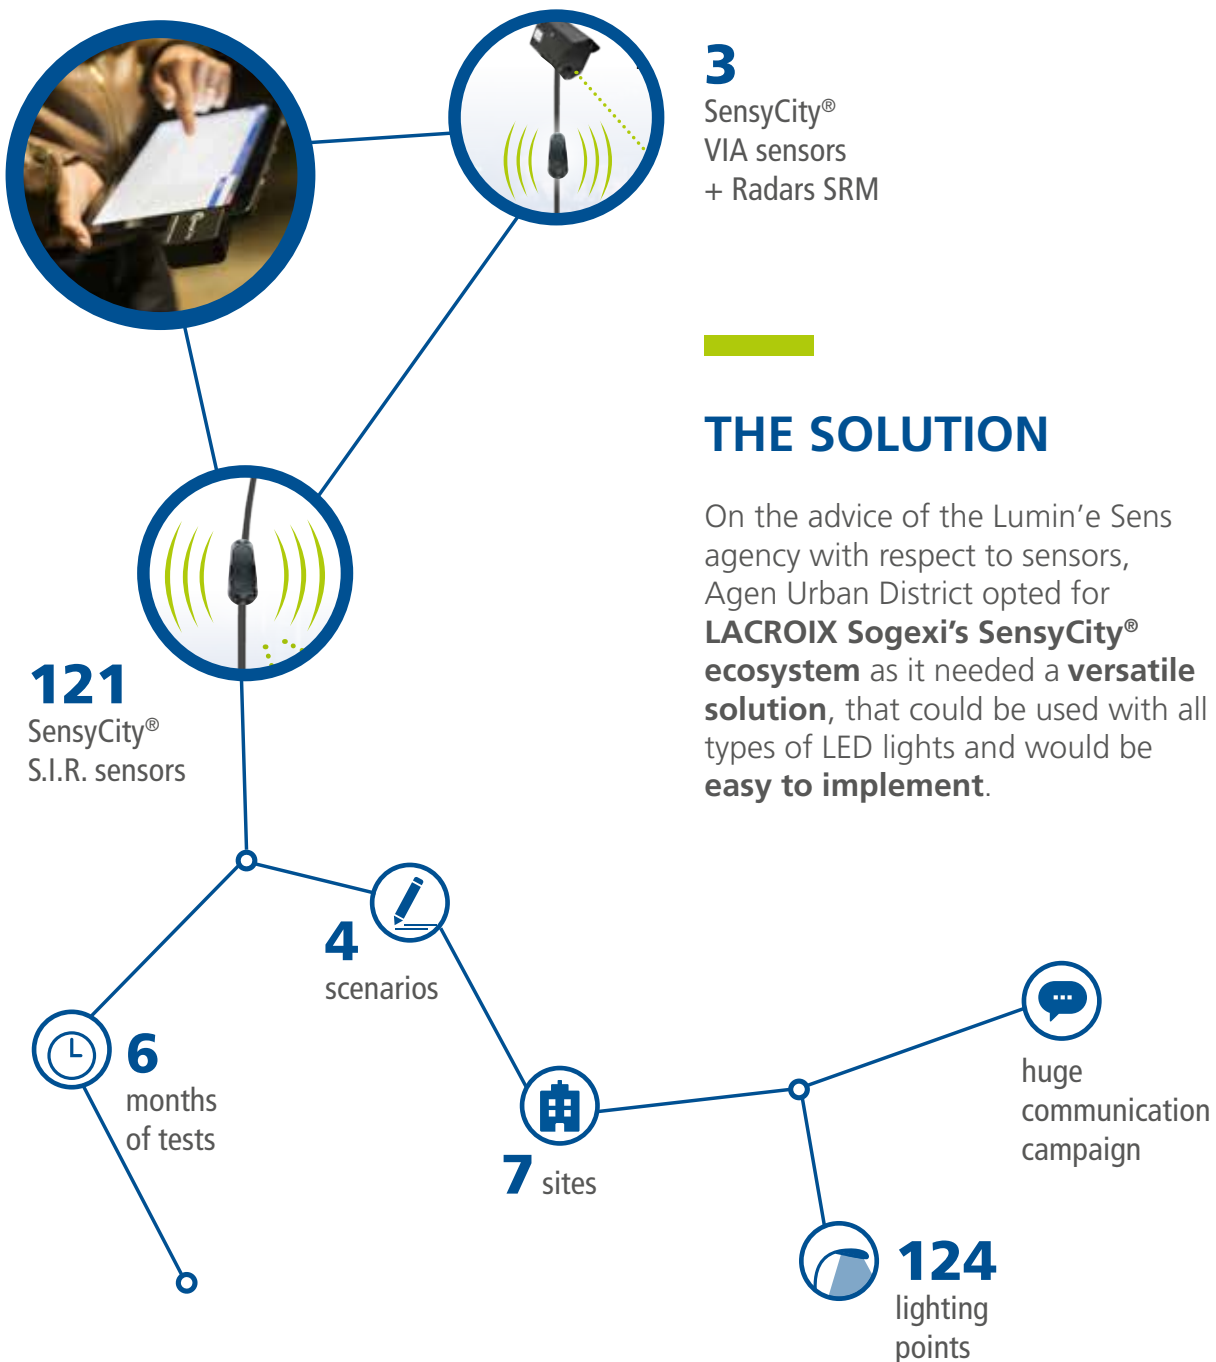 3
SensyCity®
VIA sensors
+ Radars SRM
THE SOLUTION
On the advice of the Lumin’e Sens
agency with respect to sensors,
Agen Urban District opted for
LACROIX Sogexi’s SensyCity®
ecosystem as it needed a versatile
solution, that could be used with all
types of LED lights and would be
easy to implement.
121
SensyCity®
S.I.R. sensors
4
scenarios
6
months
of tests
7 sites
huge
communication
campaign
124
lighting
points